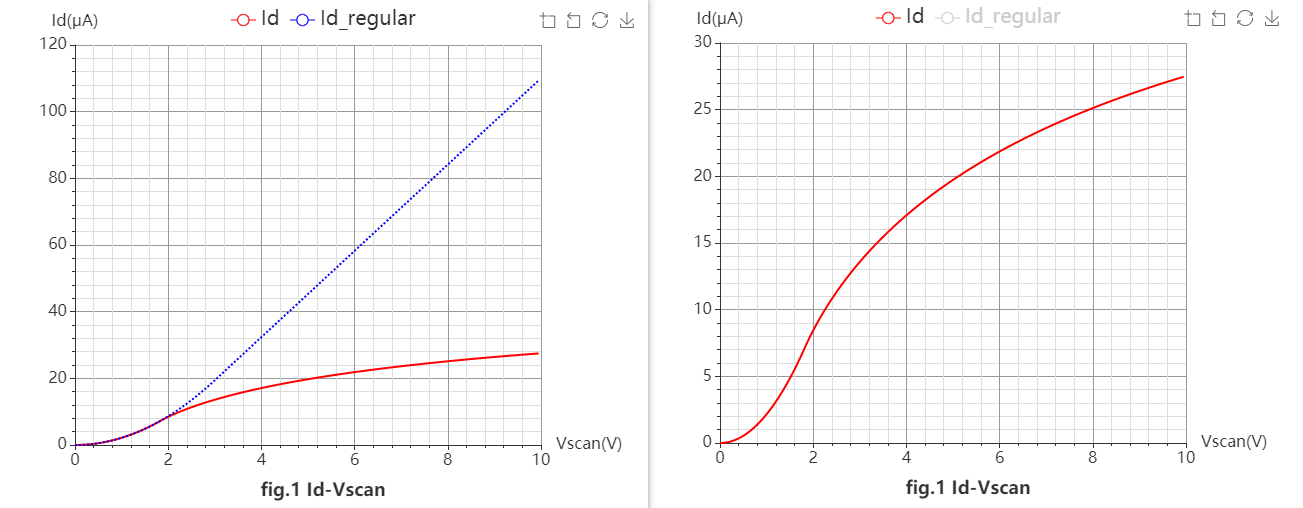 Id(μA) Id Id_regular
120
100
80
60
40
20
0
0 2 4 6 8 10 Vscan(V)
fig.1 Id-Vscan
Id(μA) Id Id_regular
30
25
20
15
10
5
0
0 2 4 6 8 10 Vscan(V)
fig.1 Id-Vscan